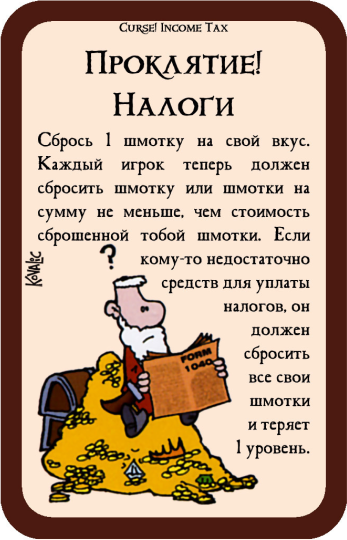 Curse! Income Tax
Проклятие!
Налоги
Сбрось 1 шмотку на свой вкус.
Каждый игрок теперь должен
сбросить шмотку или шмотки на
сумму не меньше, чем стоимость
сброшенной тобой шмотки. Если
кому-то недостаточно
средств для уплаты
налогов, он
должен
сбросить
все свои
шмотки
и теряет
1 уровень.
Kovalic
?
FORM
1040